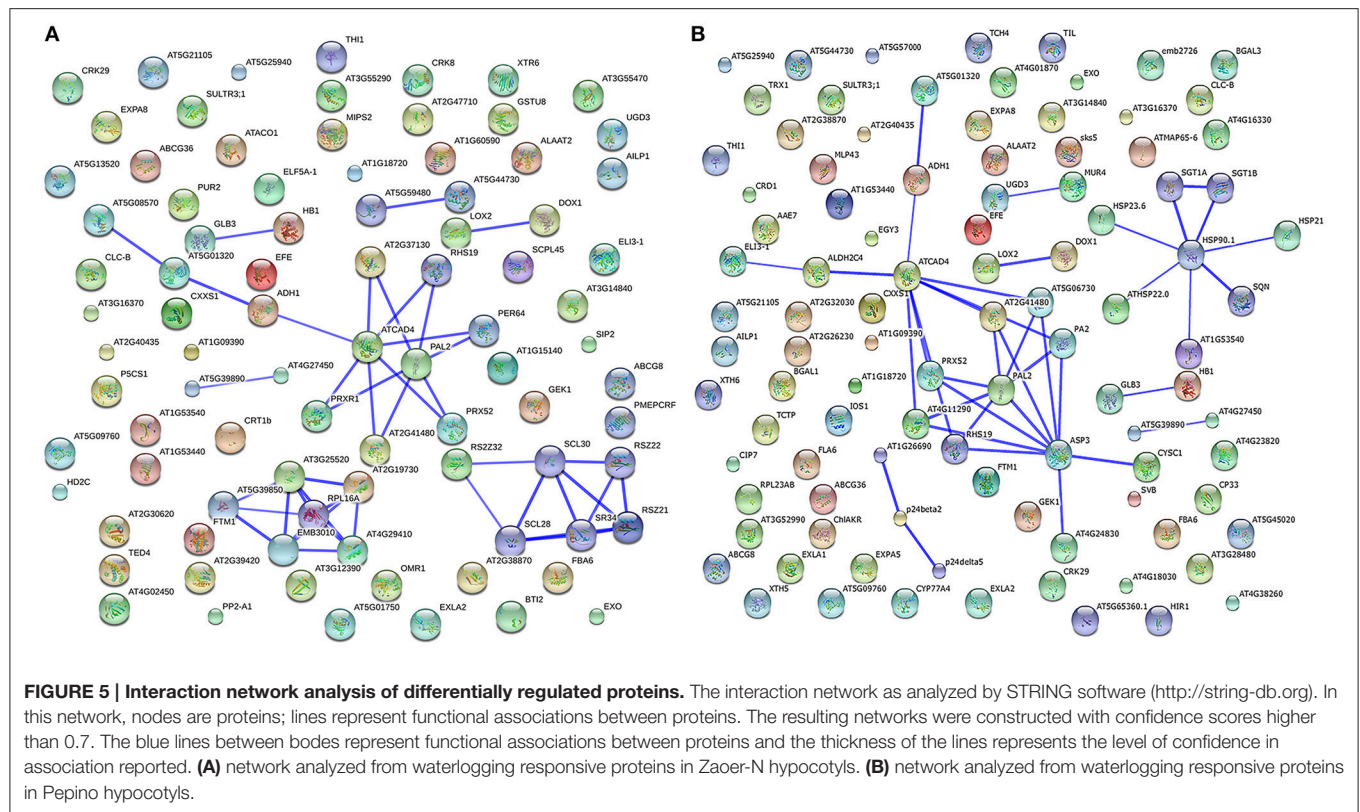 A
THI1
AT5G21105
AT5G25940
CRK29
CRK8
XTR6
AT3G55290
AT3G55470
SULTR3;1
EXPA8
AT2G47710
GSTU8
MIPS2
UGD3
ATACO1
ABCG36
AT1G60590
ALAAT2
AT5G13520
AT1G18720
AILP1
ELF5A-1
AT5G59480
AT5G44730
PUR2
AT5G08570
GLB3
HB1
LOX2
DOX1
AT2G37130
RHS19
SCPL45
ELI3-1
CLC-B
AT5G01320
EFE
ADH1
AT3G14840
AT3G16370
CXXS1
PER64
ATCAD4
SIP2
AT2G40435
AT1G09390
PAL2
AT1G15140
AT4G27450
AT5G39890
P5CS1
ABCG8
GEK1
PRXR1
PRX52
PMEPCRF
AT1G53540
CRT1b
AT2G41480
AT5G09760
AT1G53440
RSZ32
SCL30
RSZ22
AT3G25520
AT2G19730
HD2C
AT5G39850
RPL16A
SR34
RSZ21
AT2G30620
FTM1
EMB3010
AT4G29410
SCL28
TED4
AT2G39420
AT2G38870
FBA6
AT3G12390
OMR1
AT4G02450
PP2-A1
AT5G01750
EXLA2
BTI2
EXO
B
TCH4
TIL
AT5G25940
AT5G44730
AT5G57000
emb2726
BGAL3
AT5G01320
AT4G01870
EXO
CLC-B
TRX1
SULTR3;1
EXPA8
AT3G14840
AT3G16370
AT2G38870
AT2G40435
AT4G16330
ATMAP65-6
THI1
MLP43
ALAAT2
sks5
ADH1
SGT1A
SGT1B
CRD1
AT1G53440
UGD3
MUR4
HSP23.6
AAE7
EFE
HSP21
EGY3
HSP90.1
ELI3-1
ALDH2C4
ATCAD4
LOX2
DOX1
AT5G21105
AT2G32030
CXXS1
AT5G06730
ATHSP22.0
SQN
AT2G41480
AILP1
AT2G26230
AT1G09390
PA2
AT1G53540
PRX52
XTH6
BGAL1
AT1G18720
PAL2
GLB3
HB1
TCTP
IOS1
AT4G11290
RHS19
ASP3
AT4G27450
AT5G39890
CIP7
FLA6
AT1G26690
CYSC1
AT4G23820
RPL23AB
ABCG36
FTM1
SVB
CP33
GEK1
AT3G52990
ChlAKR
p24beta2
AT4G24830
FBA6
AT5G45020
ABCG8
EXLA1
EXPA5
p24delta5
AT3G28480
CRK29
AT4G18030
XTH5
AT5G09760
CYP77A4
EXLA2
AT4G38260
AT5G65360.1
HIR1
FIGURE 5 | Interaction network analysis of differentially regulated proteins. The interaction network as analyzed by STRING software (http://string-db.org). In
this network, nodes are proteins; lines represent functional associations between proteins. The resulting networks were constructed with confidence scores higher
than 0.7. The blue lines between bodes represent functional associations between proteins and the thickness of the lines represents the level of confidence in
association reported. (A) network analyzed from waterlogging responsive proteins in Zaoer-N hypocotyls. (B) network analyzed from waterlogging responsive proteins
in Pepino hypocotyls.